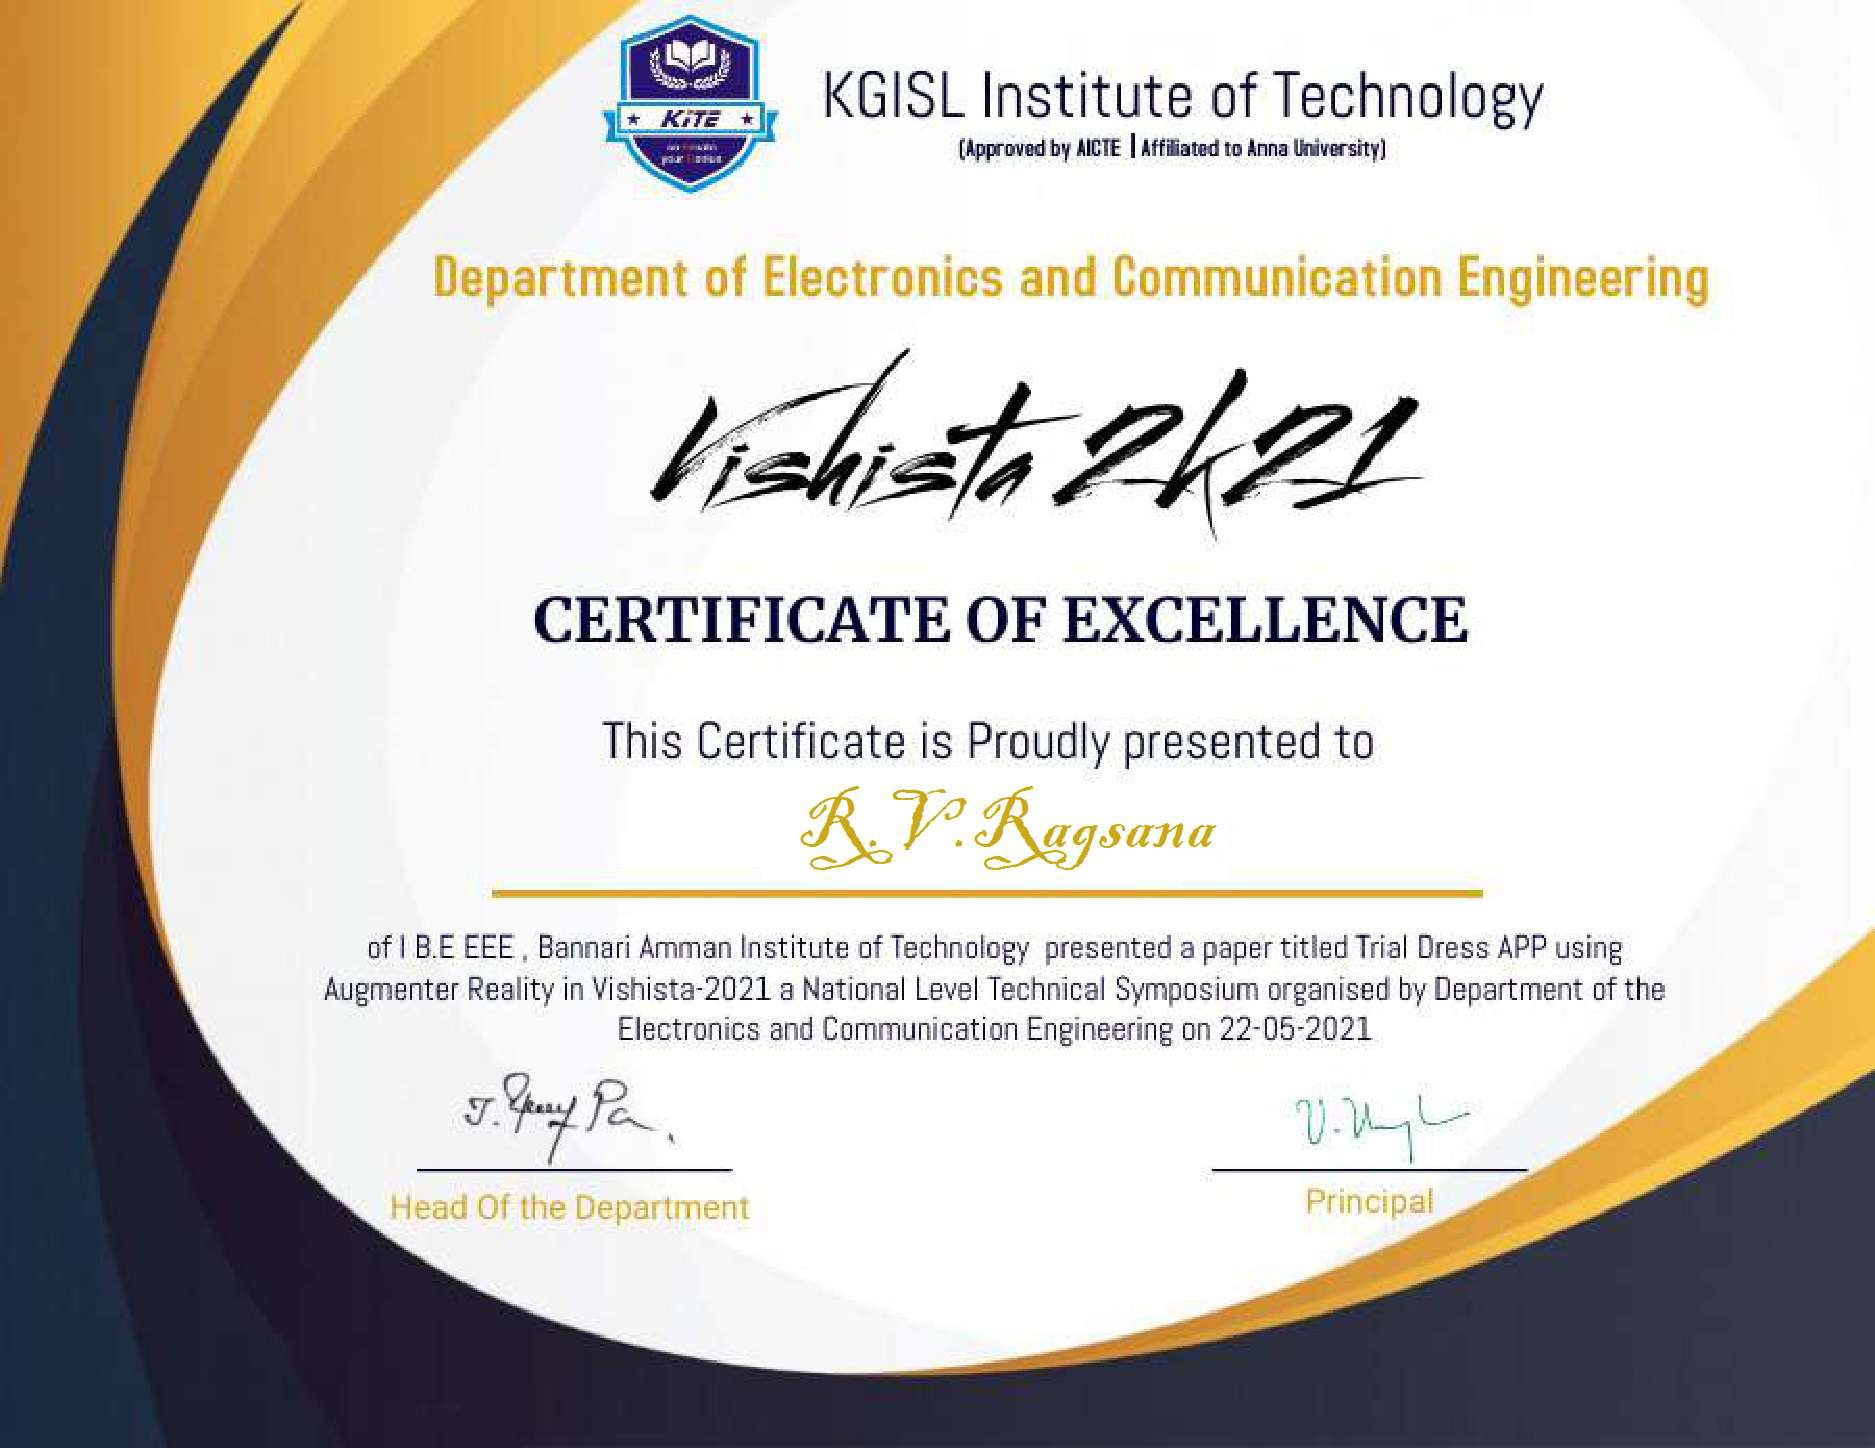 KiTE
your
KGISL Institute of Technology
(Approved by AICTE | Affiliated to Anna University)
Department of Electronics and Communication Engineering
Vishista 2k21
CERTIFICATE OF EXCELLENCE
This Certificate is Proudly presented to
R.V.Ragsana
of I B.E EEE , Bannari Amman Institute of Technology presented a paper titled Trial Dress APP using
Augmenter Reality in Vishista-2021 a National Level Technical Symposium organised by Department of the
Electronics and Communication Engineering on 22-05-2021
Head Of the Department
Principal